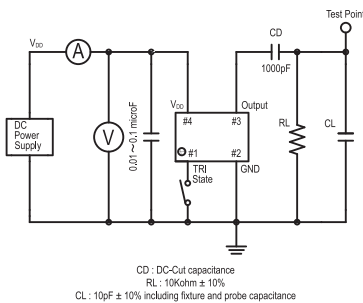 Test Point
CD
1000pF
VDD
A
DC
Power
Supply
V
0.01 ~ 0.1 microF
VDD
Output
#4
#3
#1
#2
TRI
State
GND
RL
CL
CD : DC-Cut capacitance
RL : 10Kohm ± 10%
CL : 10pF ± 10% including fixture and probe capacitance